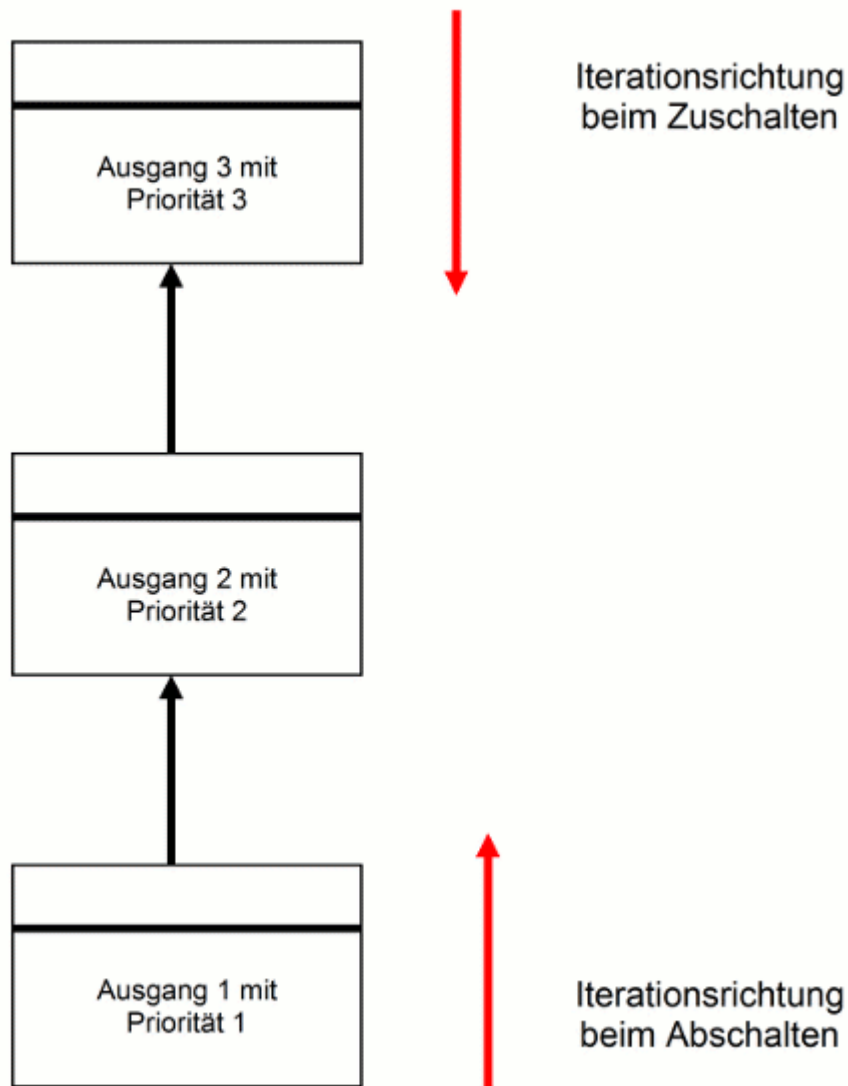 Iterationsrichtung
beim Zuschalten
Ausgang 3 mit
Priorität 3
Ausgang 2 mit
Priorität 2
Ausgang 1 mit
Priorität 1
Iterationsrichtung
beim Abschalten